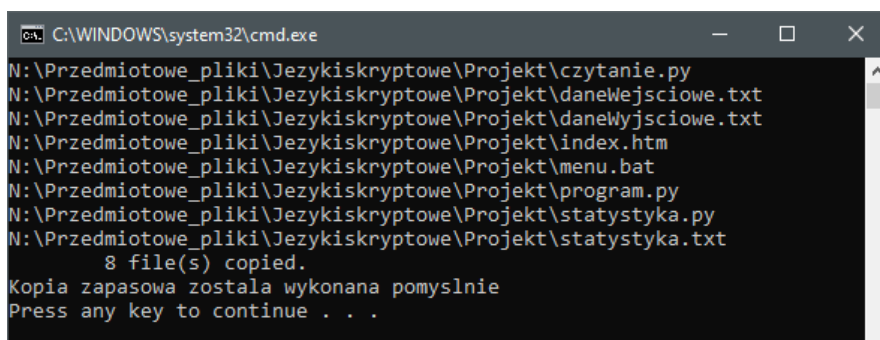 C:\WINDOWS\system32\cmd.exe
N:\Przedmiotowe_pliki\Jezykiskryptowe\Projekt\czytanie.py
N:\Przedmiotowe_pliki\Jezykiskryptowe\Projekt\daneWejsciowe.txt
N:\Przedmiotowe_pliki\Jezykiskryptowe\Projekt\daneWyjsciowe.txt
N:\Przedmiotowe_pliki\Jezykiskryptowe\Projekt\index.htm
N:\Przedmiotowe_pliki\Jezykiskryptowe\Projekt\menu.bat
N:\Przedmiotowe_pliki\Jezykiskryptowe\Projekt\program.py
N:\Przedmiotowe_pliki\Jezykiskryptowe\Projekt\statystyka.py
N:\Przedmiotowe_pliki\Jezykiskryptowe\Projekt\statystyka.txt
8 file(s) copied.
Kopia zapasowa zostala wykonana pomyslnie
Press any key to continue . . .